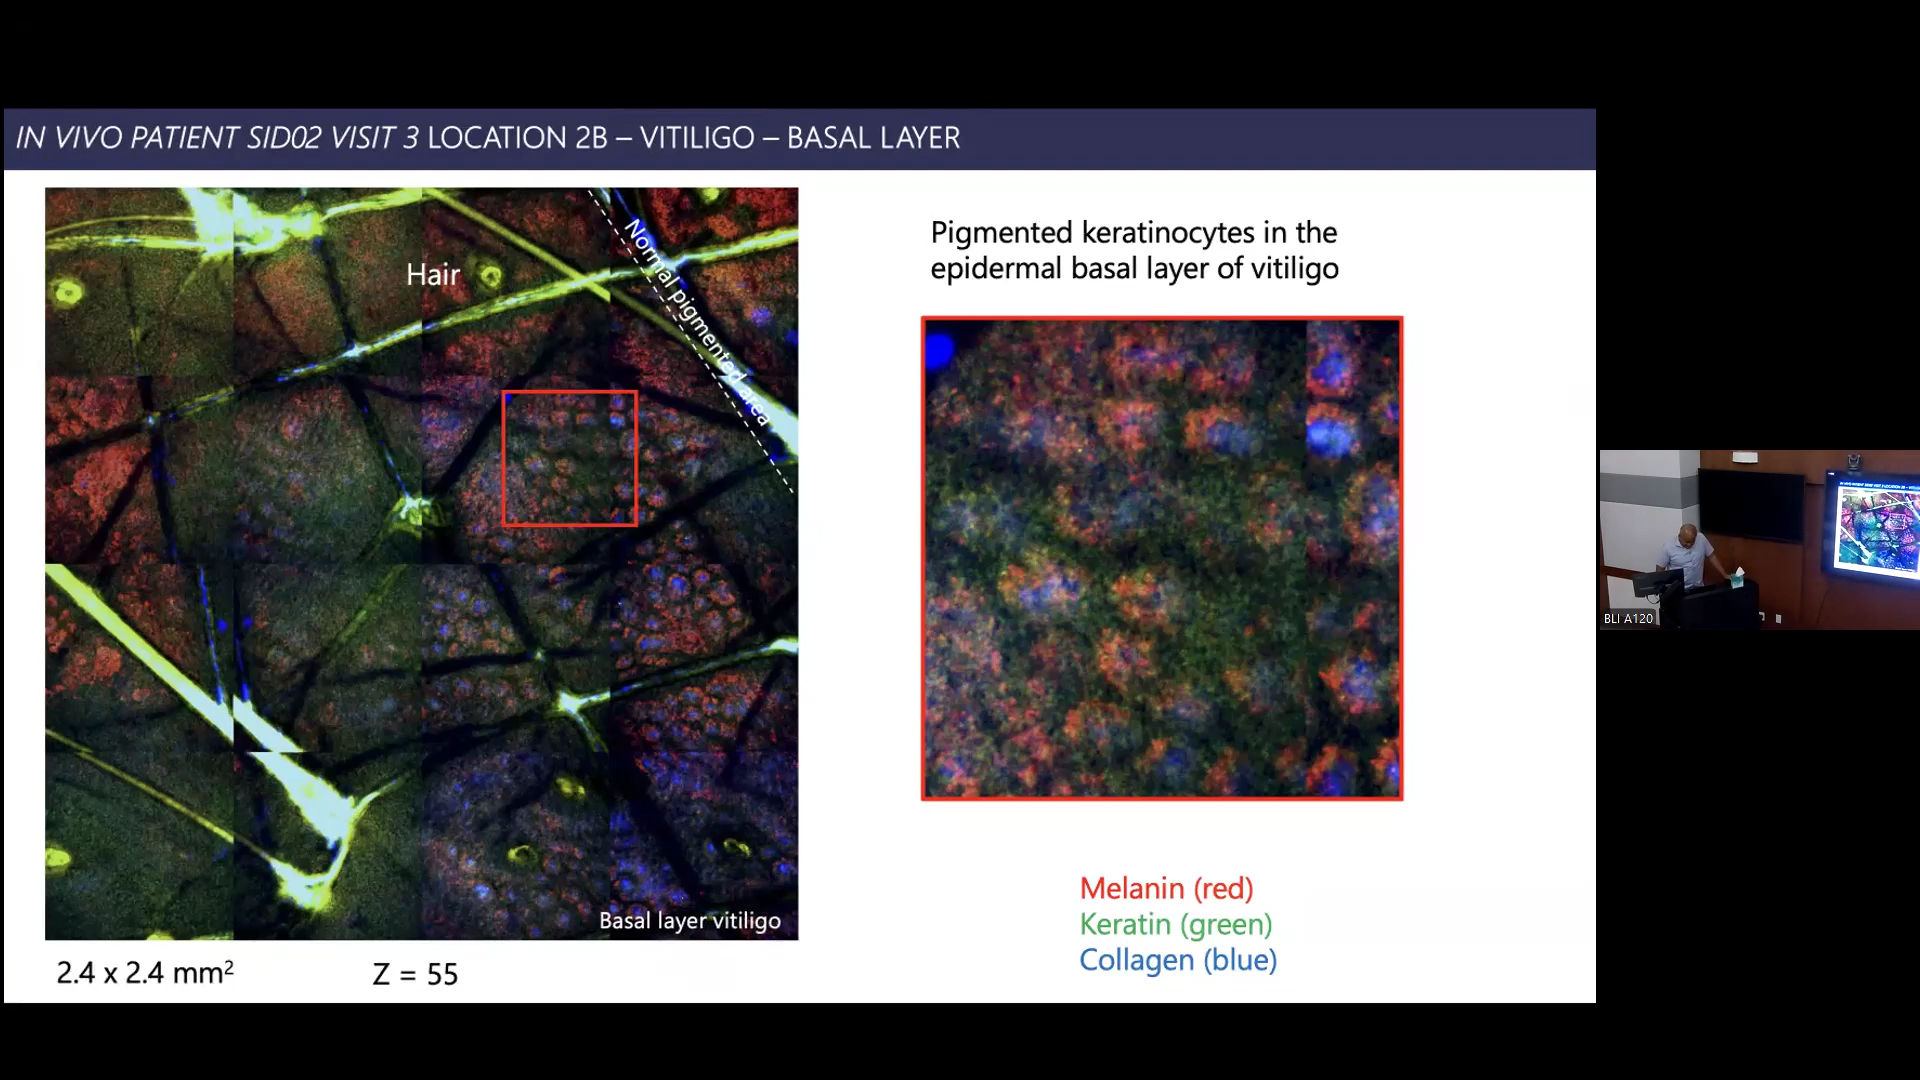 IN VIVO PATIENT SID02 VISIT 3 LOCATION 2B – VITILIGO – BASAL LAYER
Hair
Normal pigmented area
Basal layer vitiligo
2.4 x 2.4 mm²
Z = 55
Pigmented keratinocytes in the
epidermal basal layer of vitiligo
Melanin (red)
Keratin (green)
Collagen (blue)
BLI A120